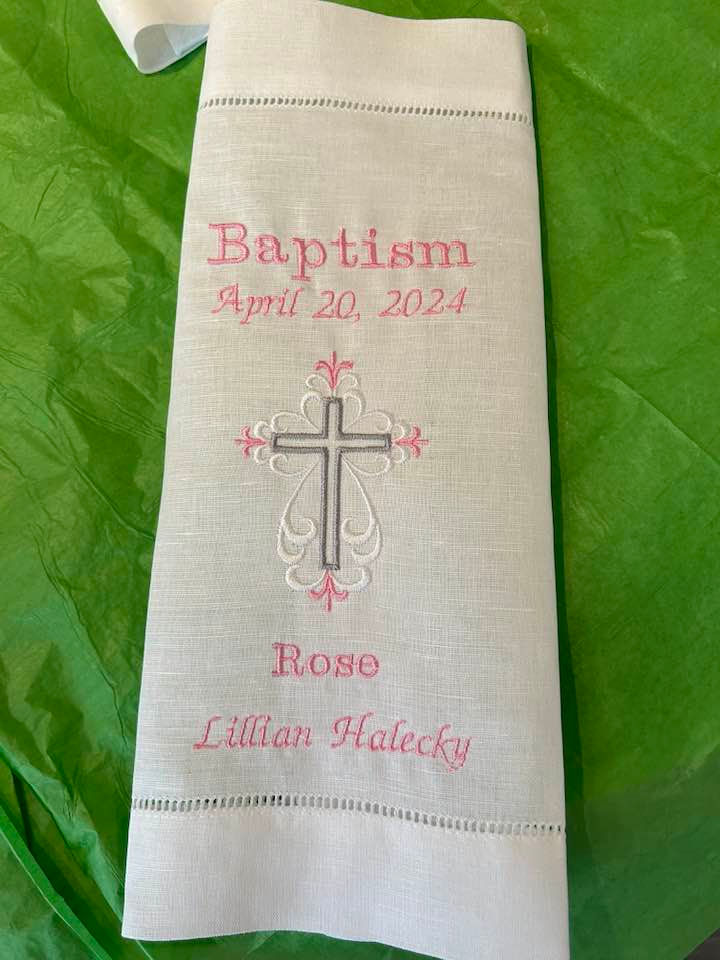 Baptism
April 20, 2024
Rose
Lillian Halecky